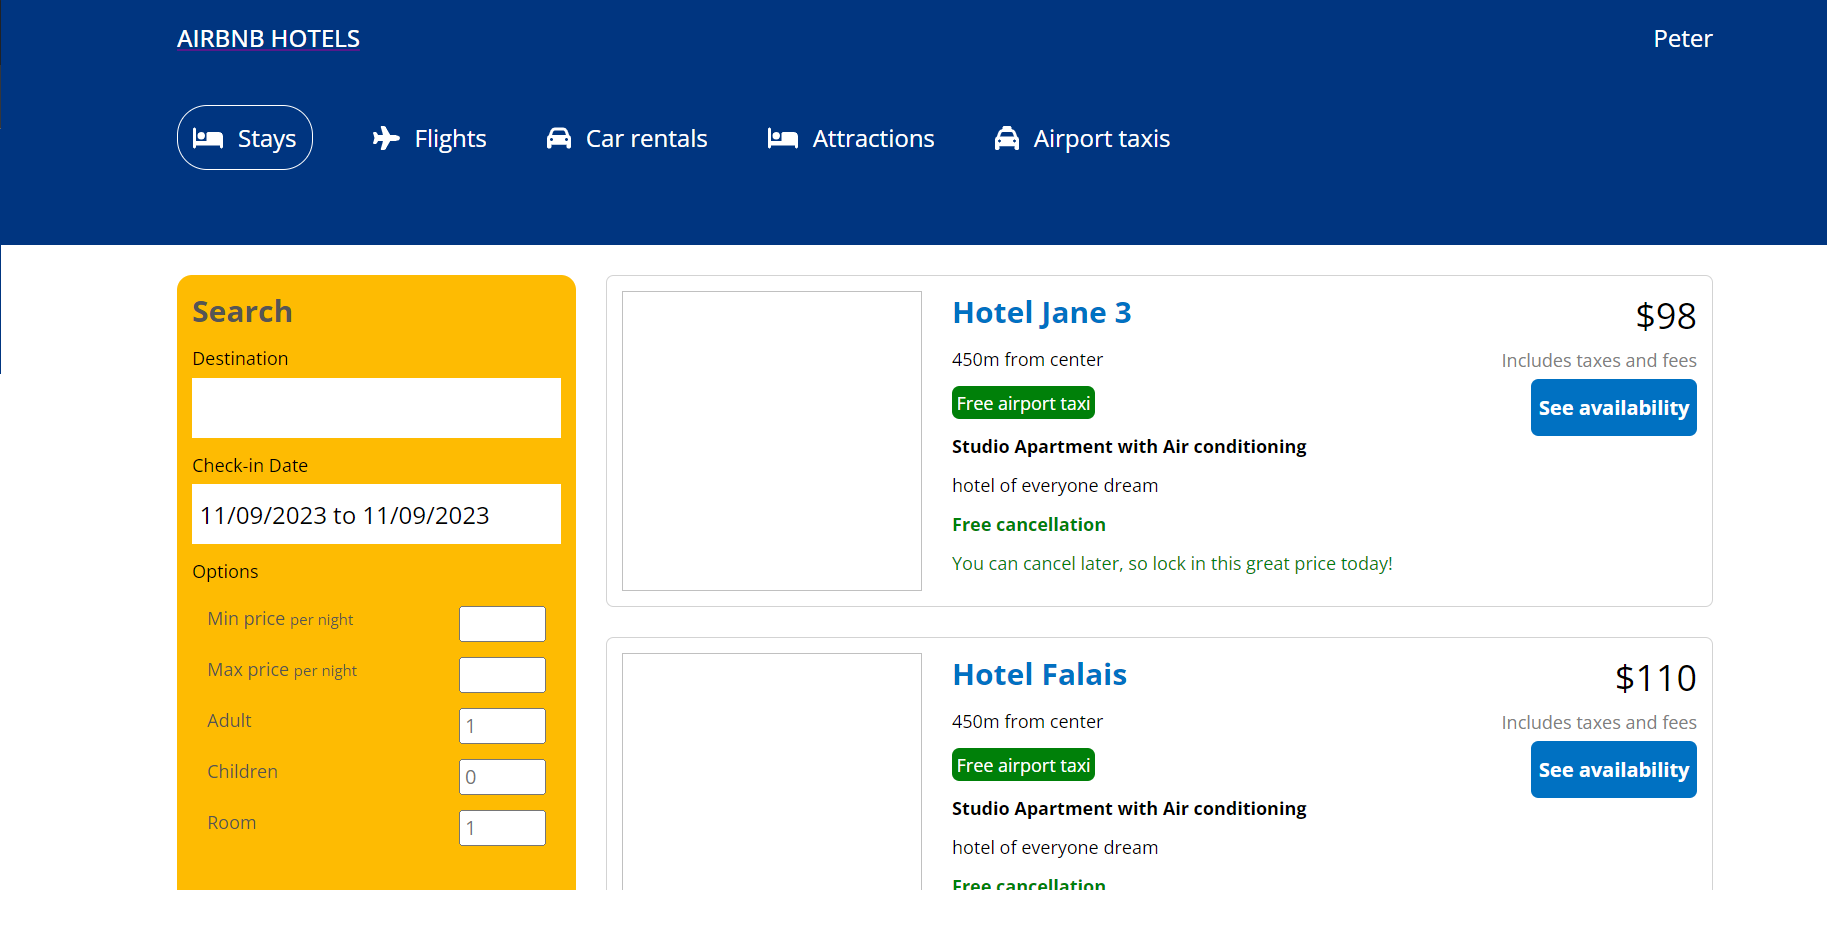 AIRBNB HOTELS
Peter
Stays
Flights
Car rentals
Attractions
Airport taxis
Search
Destination
Check-in Date
11/09/2023 to 11/09/2023
Options
Min price per night
Max price per night
Adult
1
Children
0
Room
1
Hotel Jane 3
450m from center
Free airport taxi
Studio Apartment with Air conditioning
hotel of everyone dream
Free cancellation
You can cancel later, so lock in this great price today!
$98
Includes taxes and fees
See availability
Hotel Falais
450m from center
Free airport taxi
Studio Apartment with Air conditioning
hotel of everyone dream
Free cancellation
$110
Includes taxes and fees
See availability